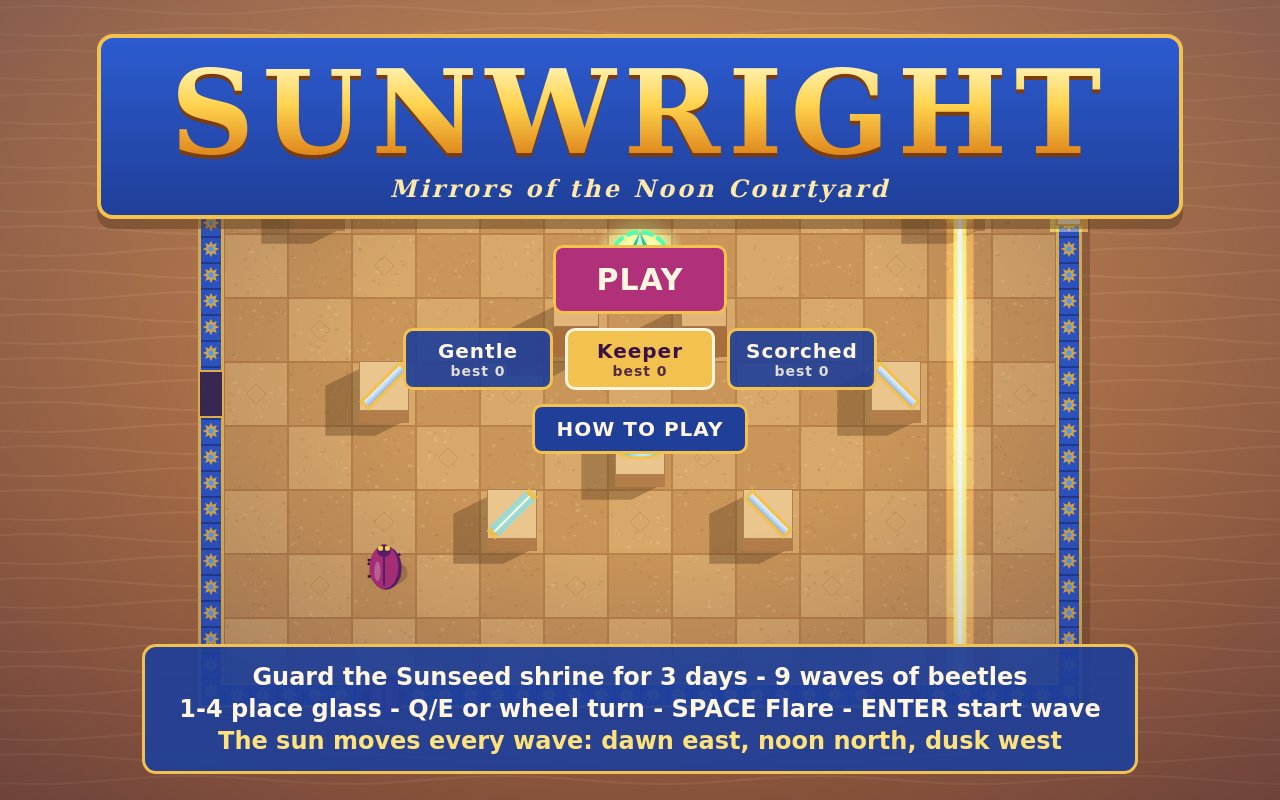 SUNWRIGHT
Mirrors of the Noon Courtyard
PLAY
Gentle
best 0
Keeper
best 0
Scorched
best 0
HOW TO PLAY
Guard the Sunseed shrine for 3 days - 9 waves of beetles
1-4 place glass - Q/E or wheel turn - SPACE Flare - ENTER start wave
The sun moves every wave: dawn east, noon north, dusk west